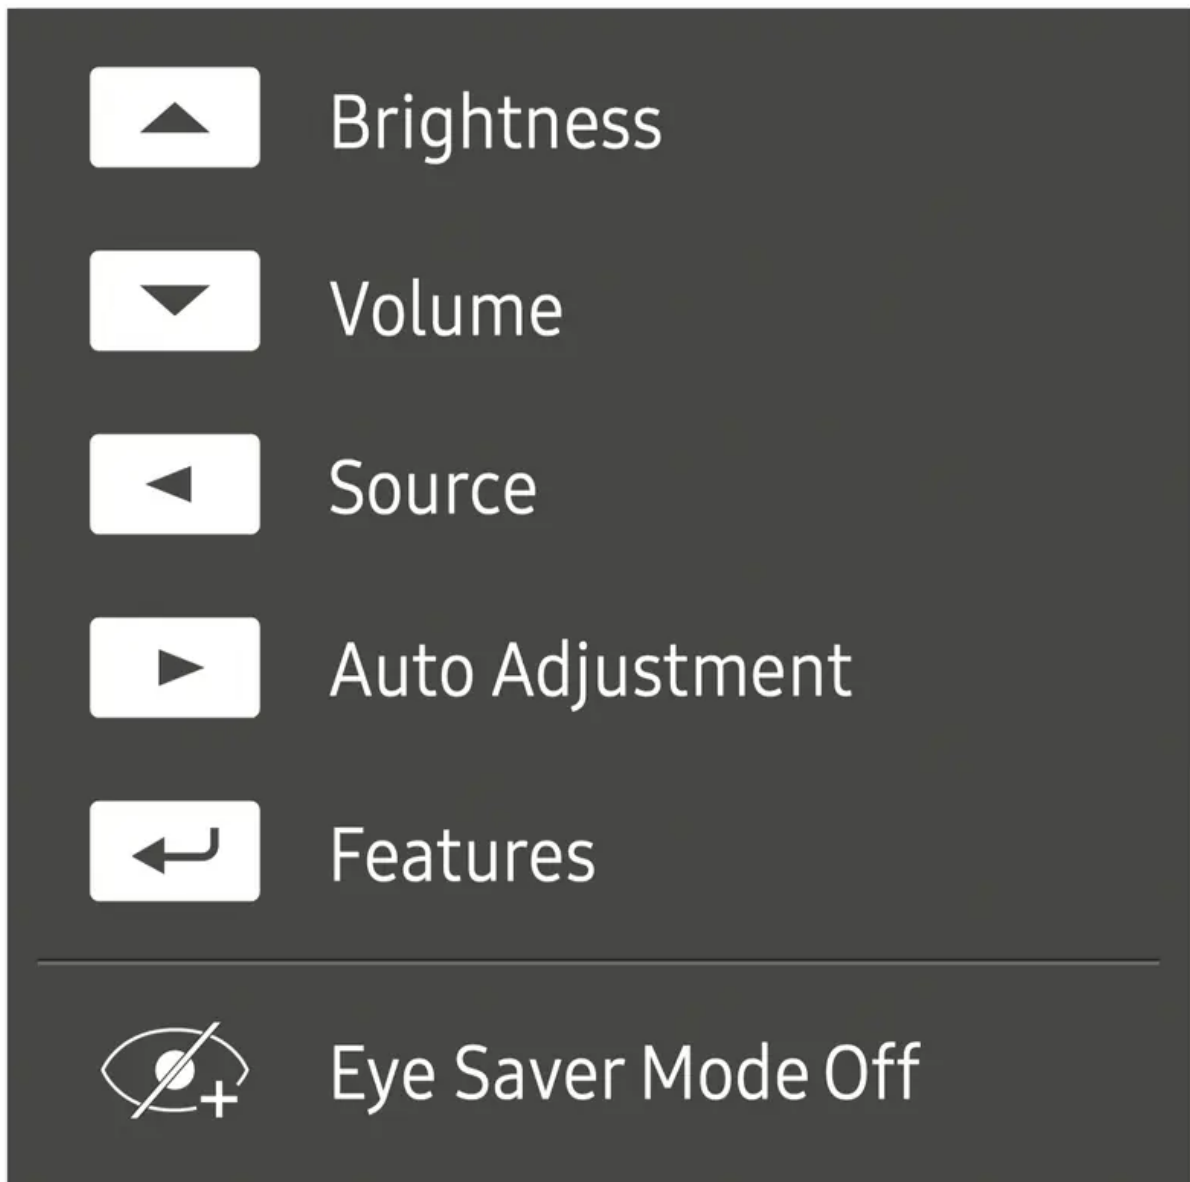 Brightness
Volume
Source
Auto Adjustment
Features
Eye Saver Mode Off